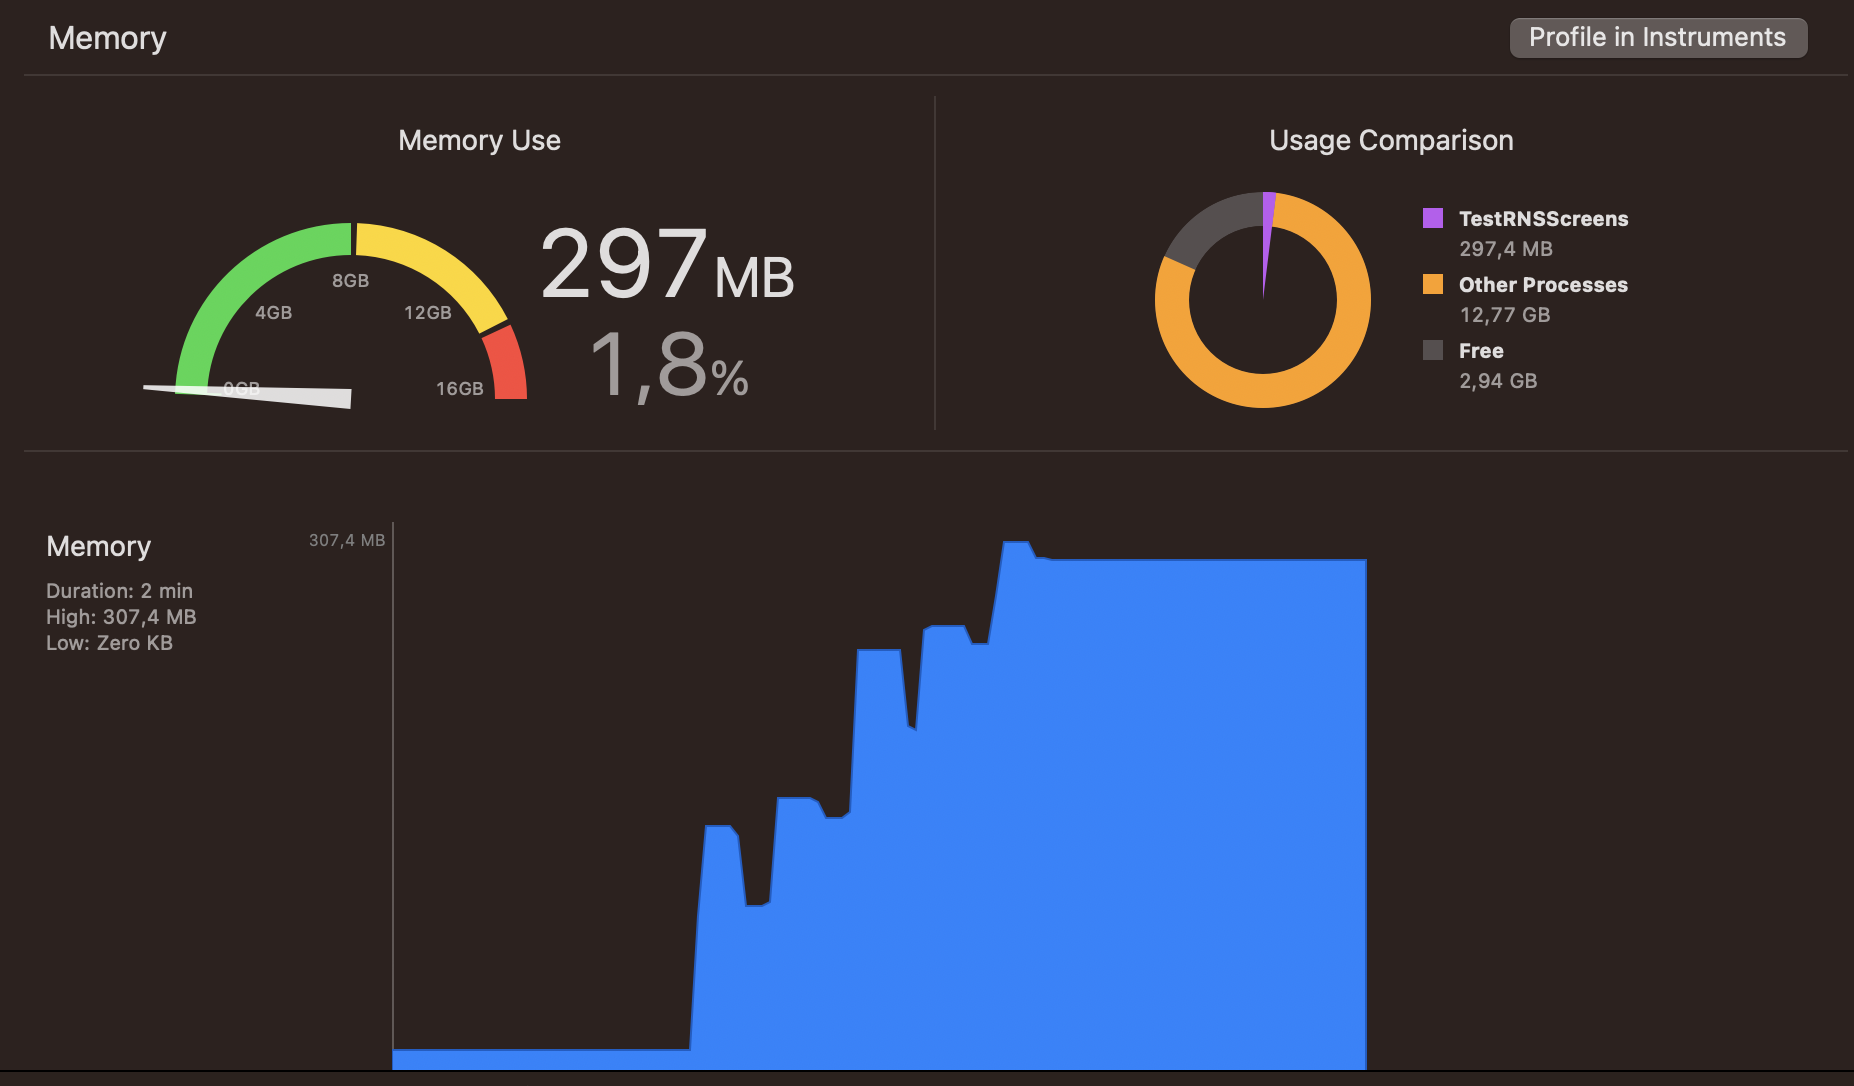 Memory
Profile in Instruments
Memory Use
297 MB
1,8%
0GB
4GB
8GB
12GB
16GB
Usage Comparison
TestRNSScreens
297,4 MB
Other Processes
12,77 GB
Free
2,94 GB
Memory
307,4 MB
Duration: 2 min
High: 307,4 MB
Low: Zero KB